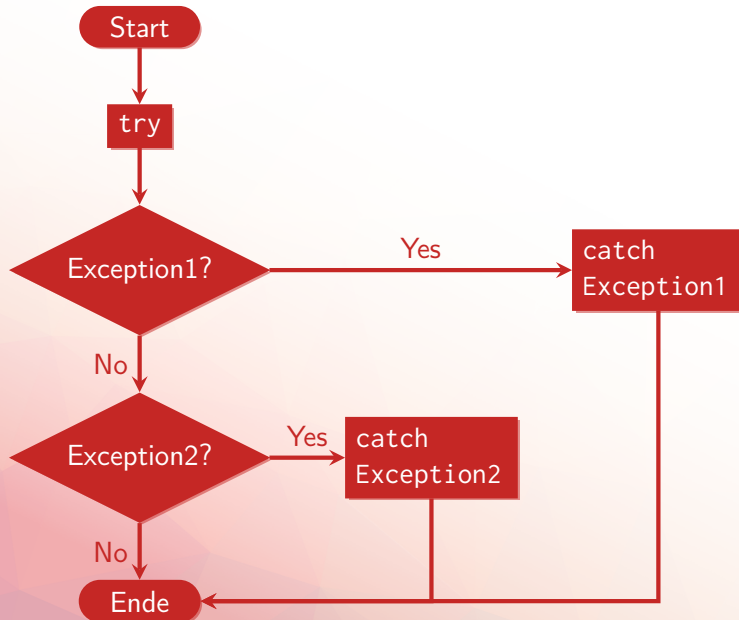 Start
try
Exception1?
Yes
catch
Exception1
No
Exception2?
Yes
catch
Exception2
No
Ende